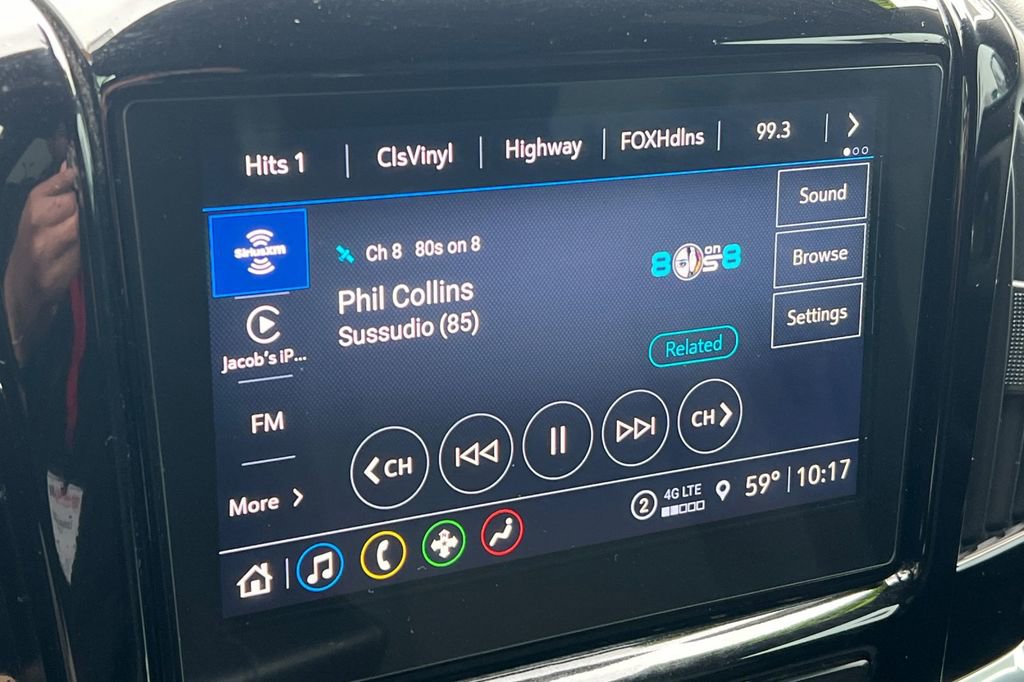 Hits 1 ClsVinyl Highway FOXHdlns 99.3
SiriusXM
Ch 8 80s on 8
80s on 8
Sound
Phil Collins
Browse
Sussudio (85)
Settings
Jacob's iP...
Related
FM
CH CH
More
2 4G LTE 59° 10:17